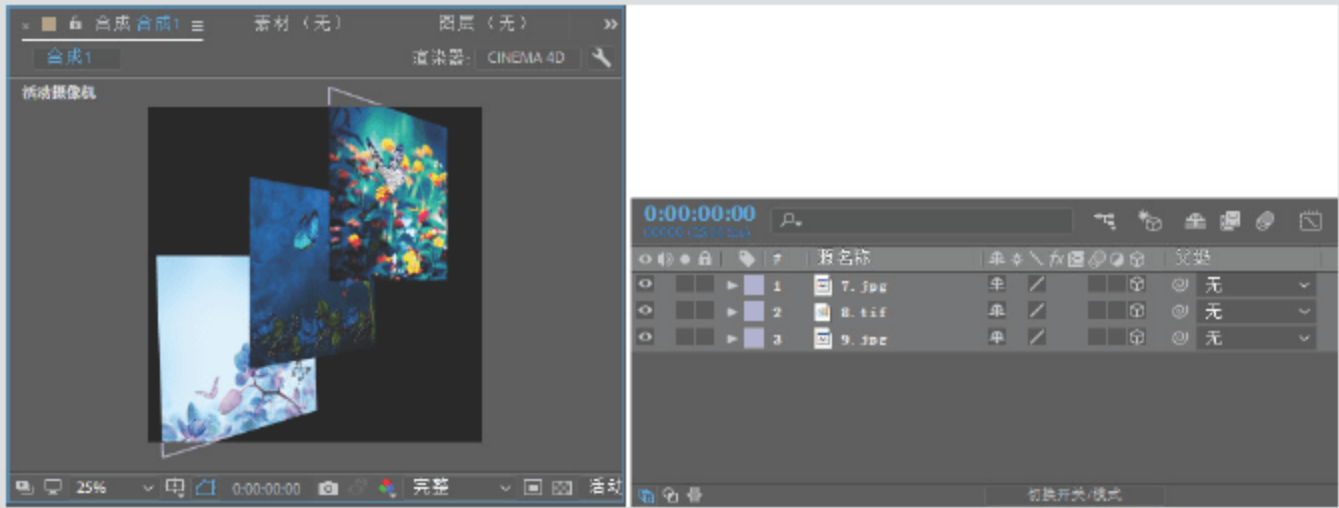 合成 合成1 素材（无） 图层（无）
合成1 渲染器: CINEMA 4D
活动摄像机
25% 0:00:00:00 完整 活动
0:00:00:00
# 源名称 父级
1 7.jpg 无
2 8.tif 无
3 9.jpg 无
切换开关/模式